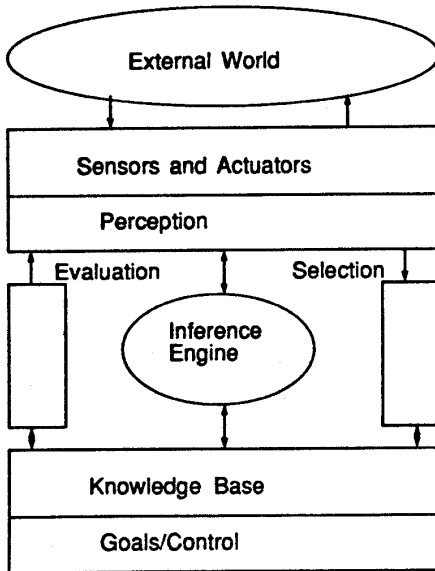 External World
Sensors and Actuators
Perception
Evaluation
Selection
Inference
Engine
Knowledge Base
Goals/Control